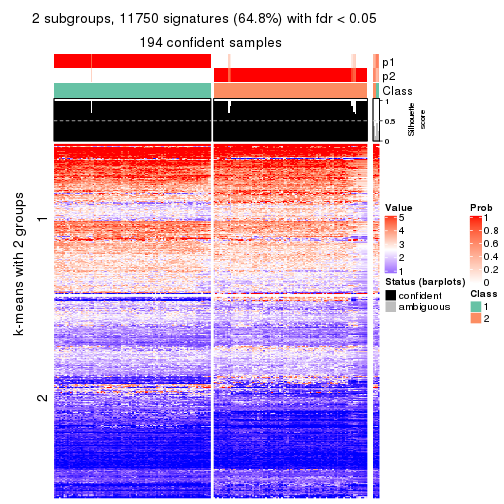 2 subgroups, 11750 signatures (64.8%) with fdr < 0.05
194 confident samples
p1
p2
Class
1
0.5
0
Silhouette
score
k-means with 2 groups
1
2
Value
5
4
3
2
1
Status (barplots)
confident
ambiguous
Prob
1
0.8
0.6
0.4
0.2
0
Class
1
2